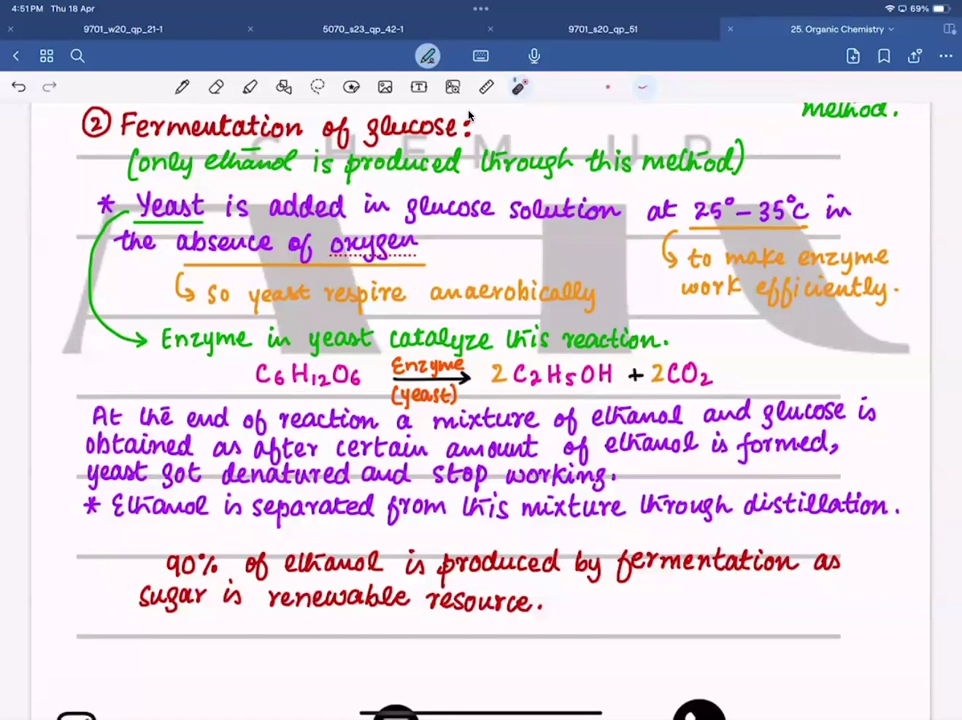 4:51 PM Thu 18 Apr
69%
9701_w20_qp_21-1
5070_s23_qp_42-1
9701_s20_qp_51
25. Organic Chemistry
method.
② Fermentation of glucose:
CHEM UP
(only ethanol is produced through this method)
* Yeast is added in glucose solution at 25° - 35°C in
the absence of oxygen
to make enzyme
work efficiently.
So yeast respire anaerobically
Enzyme in yeast catalyze this reaction.
C6H12O6 Enzyme (yeast) → 2 C2H5OH + 2CO2
At the end of reaction a mixture of ethanol and glucose is
obtained as after certain amount of ethanol is formed,
yeast got denatured and stop working.
* Ethanol is separated from this mixture through distillation.
90% of ethanol is produced by fermentation as
sugar is renewable resource.